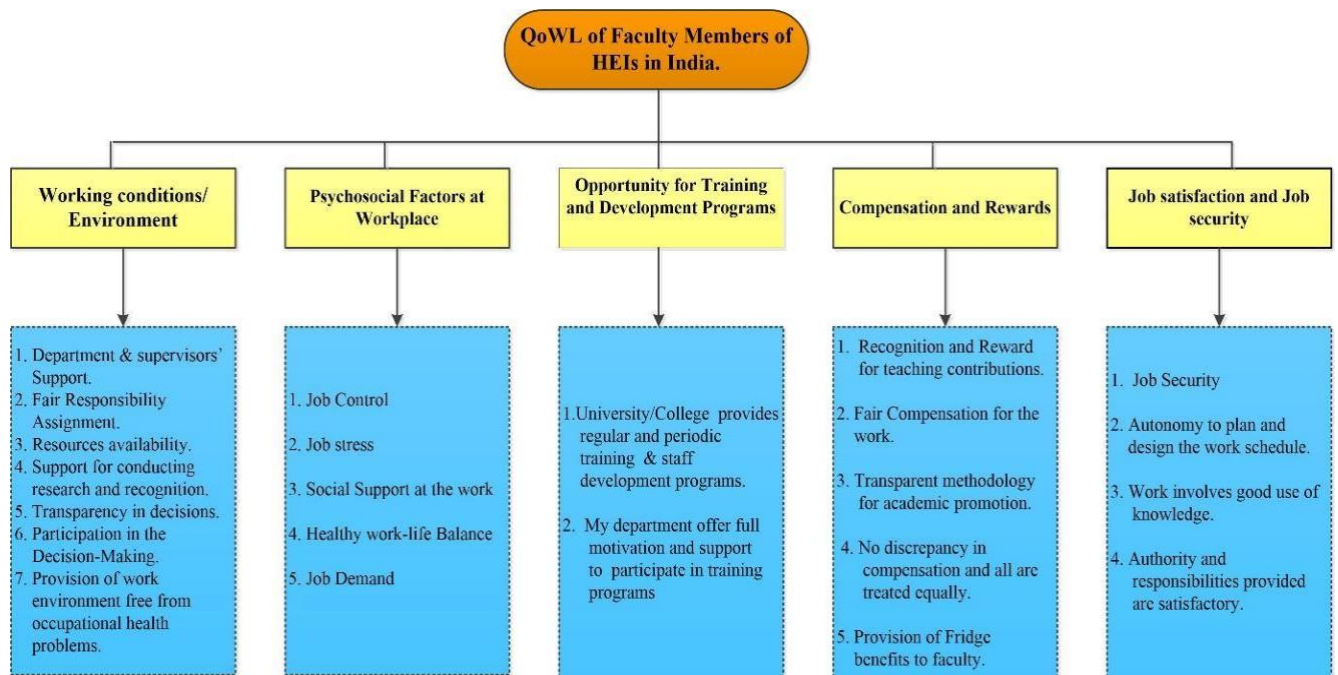 QoWL of Faculty Members of
HEIs in India.
Working conditions/
Environment
Psychosocial Factors at
Workplace
Opportunity for Training
and Development Programs
Compensation and Rewards
Job satisfaction and Job
security
1. Department & supervisors'
Support.
2. Fair Responsibility
Assignment.
3. Resources availability.
4. Support for conducting
research and recognition.
5. Transparency in decisions.
6. Participation in the
Decision-Making.
7. Provision of work
environment free from
occupational health
problems.
1. Job Control
2. Job stress
3. Social Support at the work
4. Healthy work-life Balance
5. Job Demand
1.University/College provides
regular and periodic
training & staff
development programs.
2. My department offer full
motivation and support
to participate in training
programs
1. Recognition and Reward
for teaching contributions.
2. Fair Compensation for the
work.
3. Transparent methodology
for academic promotion.
4. No discrepancy in
compensation and all are
treated equally.
5. Provision of Fridge
benefits to faculty.
1. Job Security
2. Autonomy to plan and
design the work schedule.
3. Work involves good use of
knowledge.
4. Authority and
responsibilities provided
are satisfactory.